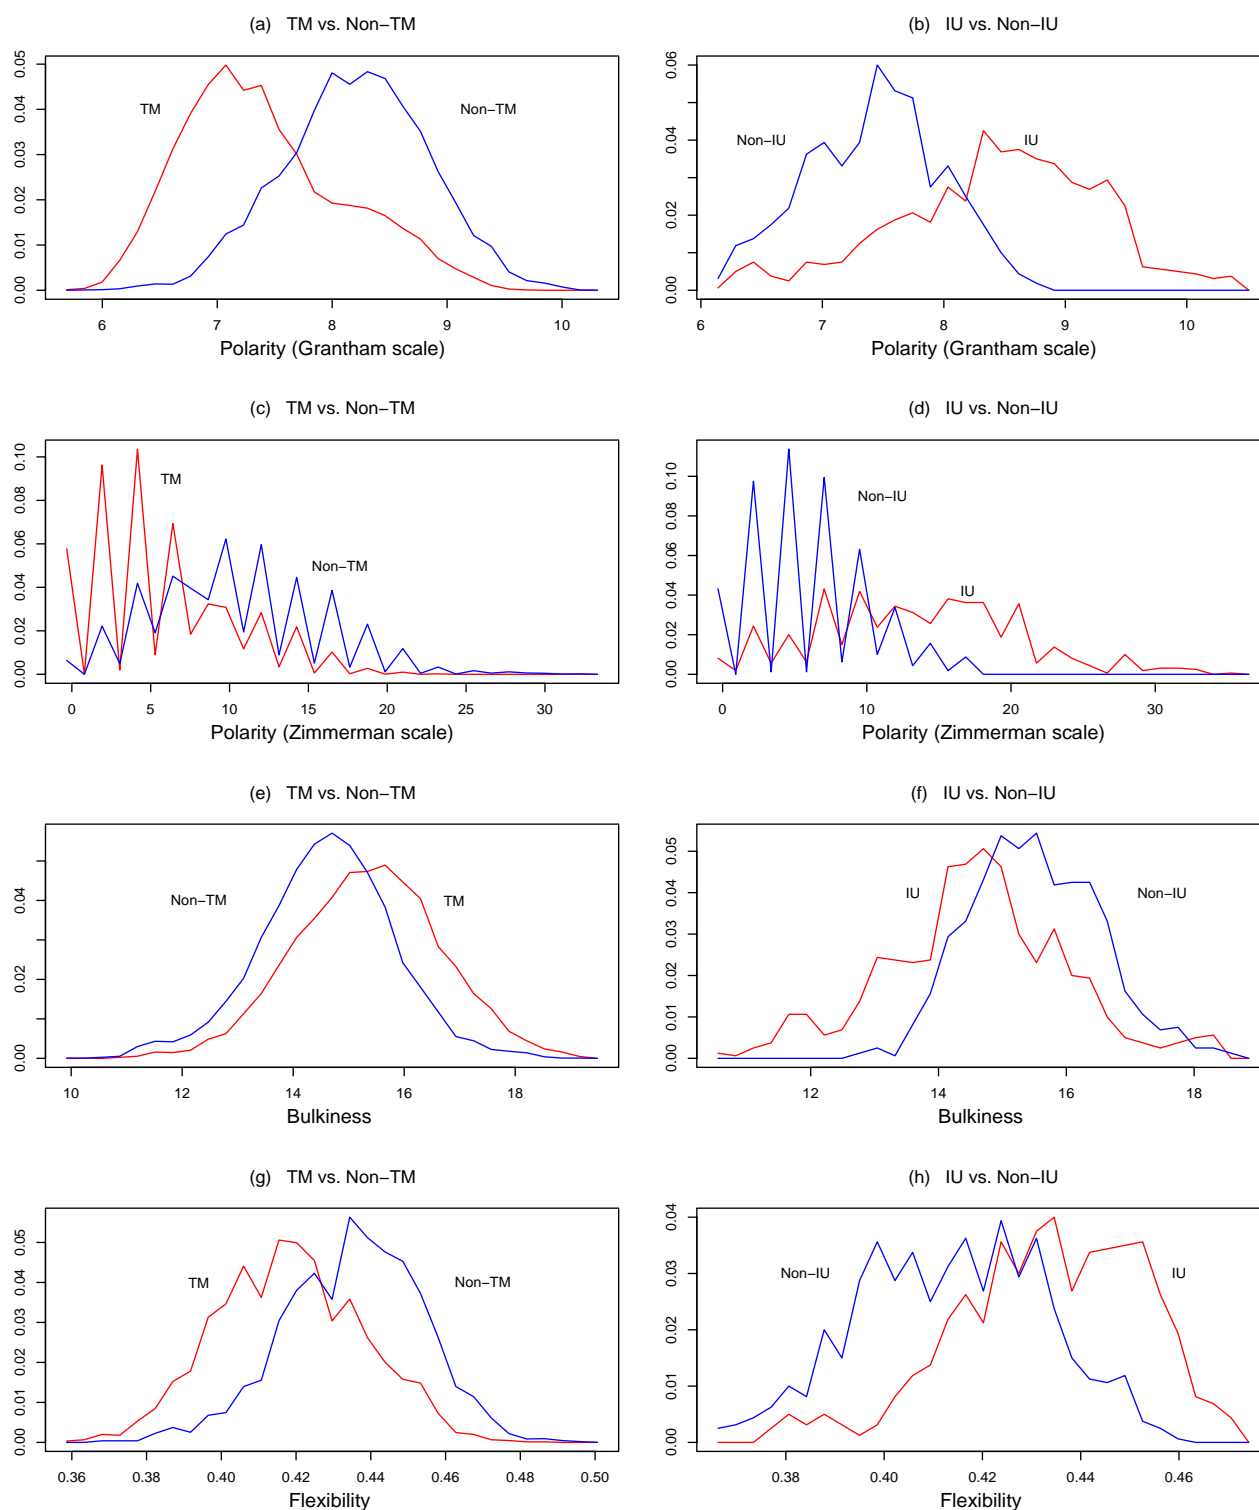 (a) TM vs. Non−TM
0.00 0.01 0.02 0.03 0.04 0.05
TM
Non−TM
6 7 8 9 10
Polarity (Grantham scale)
(b) IU vs. Non−IU
0.00 0.02 0.04 0.06
Non−IU
IU
6 7 8 9 10
Polarity (Grantham scale)
(c) TM vs. Non−TM
0.00 0.02 0.04 0.06 0.08 0.10
TM
Non−TM
0 5 10 15 20 25 30
Polarity (Zimmerman scale)
(d) IU vs. Non−IU
0.00 0.02 0.04 0.06 0.08 0.10
Non−IU
IU
0 10 20 30
Polarity (Zimmerman scale)
(e) TM vs. Non−TM
0.00 0.02 0.04
Non−TM
TM
10 12 14 16 18
Bulkiness
(f) IU vs. Non−IU
0.00 0.01 0.02 0.03 0.04 0.05
IU
Non−IU
12 14 16 18
Bulkiness
(g) TM vs. Non−TM
0.00 0.01 0.02 0.03 0.04 0.05
TM
Non−TM
0.36 0.38 0.40 0.42 0.44 0.46 0.48 0.50
Flexibility
(h) IU vs. Non−IU
0.00 0.01 0.02 0.03 0.04
Non−IU
IU
0.38 0.40 0.42 0.44 0.46
Flexibility